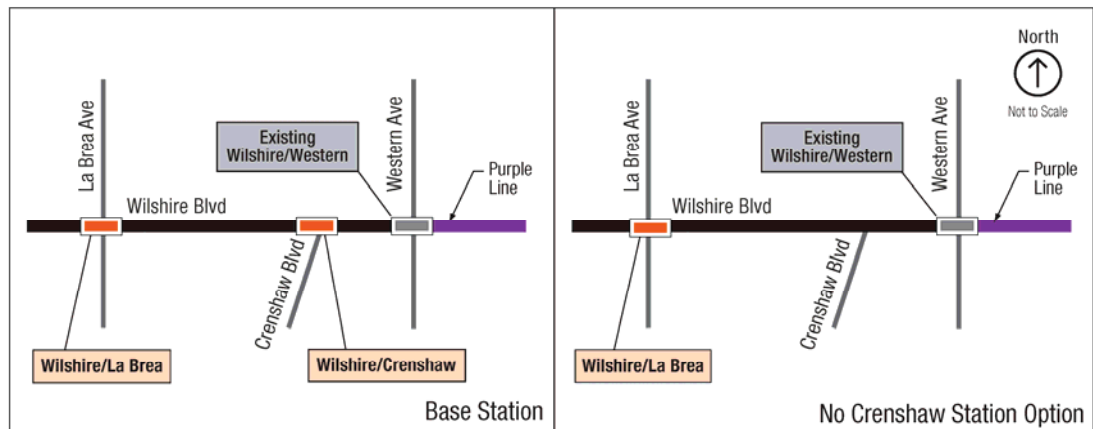 La Brea Ave
Existing
Wilshire/Western
Western Ave
Purple
Line
Wilshire Blvd
Crenshaw Blvd
Wilshire/La Brea
Wilshire/Crenshaw
Base Station
North
Not to Scale
La Brea Ave
Existing
Wilshire/Western
Western Ave
Purple
Line
Wilshire Blvd
Crenshaw Blvd
Wilshire/La Brea
No Crenshaw Station Option